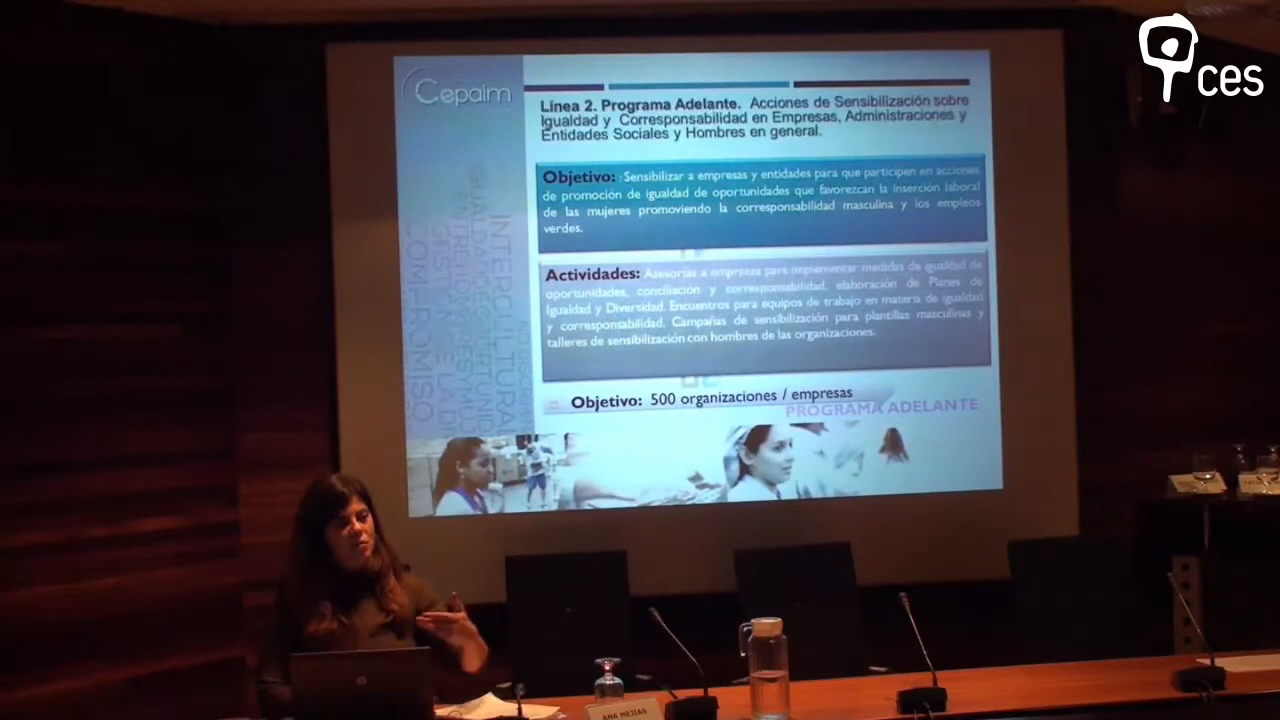 ces
Cepaim
Línea 2. Programa Adelante. Acciones de Sensibilización sobre
Igualdad y Corresponsabilidad en Empresas, Administraciones y
Entidades Sociales y Hombres en general.
Objetivo: :Sensibilizar a empresas y entidades para que participen en acciones
de promoción de igualdad de oportunidades que favorezcan la inserción laboral
de las mujeres promoviendo la corresponsabilidad masculina y los empleos
verdes.
Actividades: Asesorías a empresas para implementar medidas de igualdad de
oportunidades, conciliación y corresponsabilidad, elaboración de Planes de
Igualdad y Diversidad. Encuentros para equipos de trabajo en materia de igualdad
y corresponsabilidad. Campañas de sensibilización para plantillas masculinas y
talleres de sensibilización con hombres de las organizaciones.
Objetivo: 500 organizaciones / empresas
PROGRAMA ADELANTE
INTERCULTURAL
COMPROMISO
ANA MEJÍAS